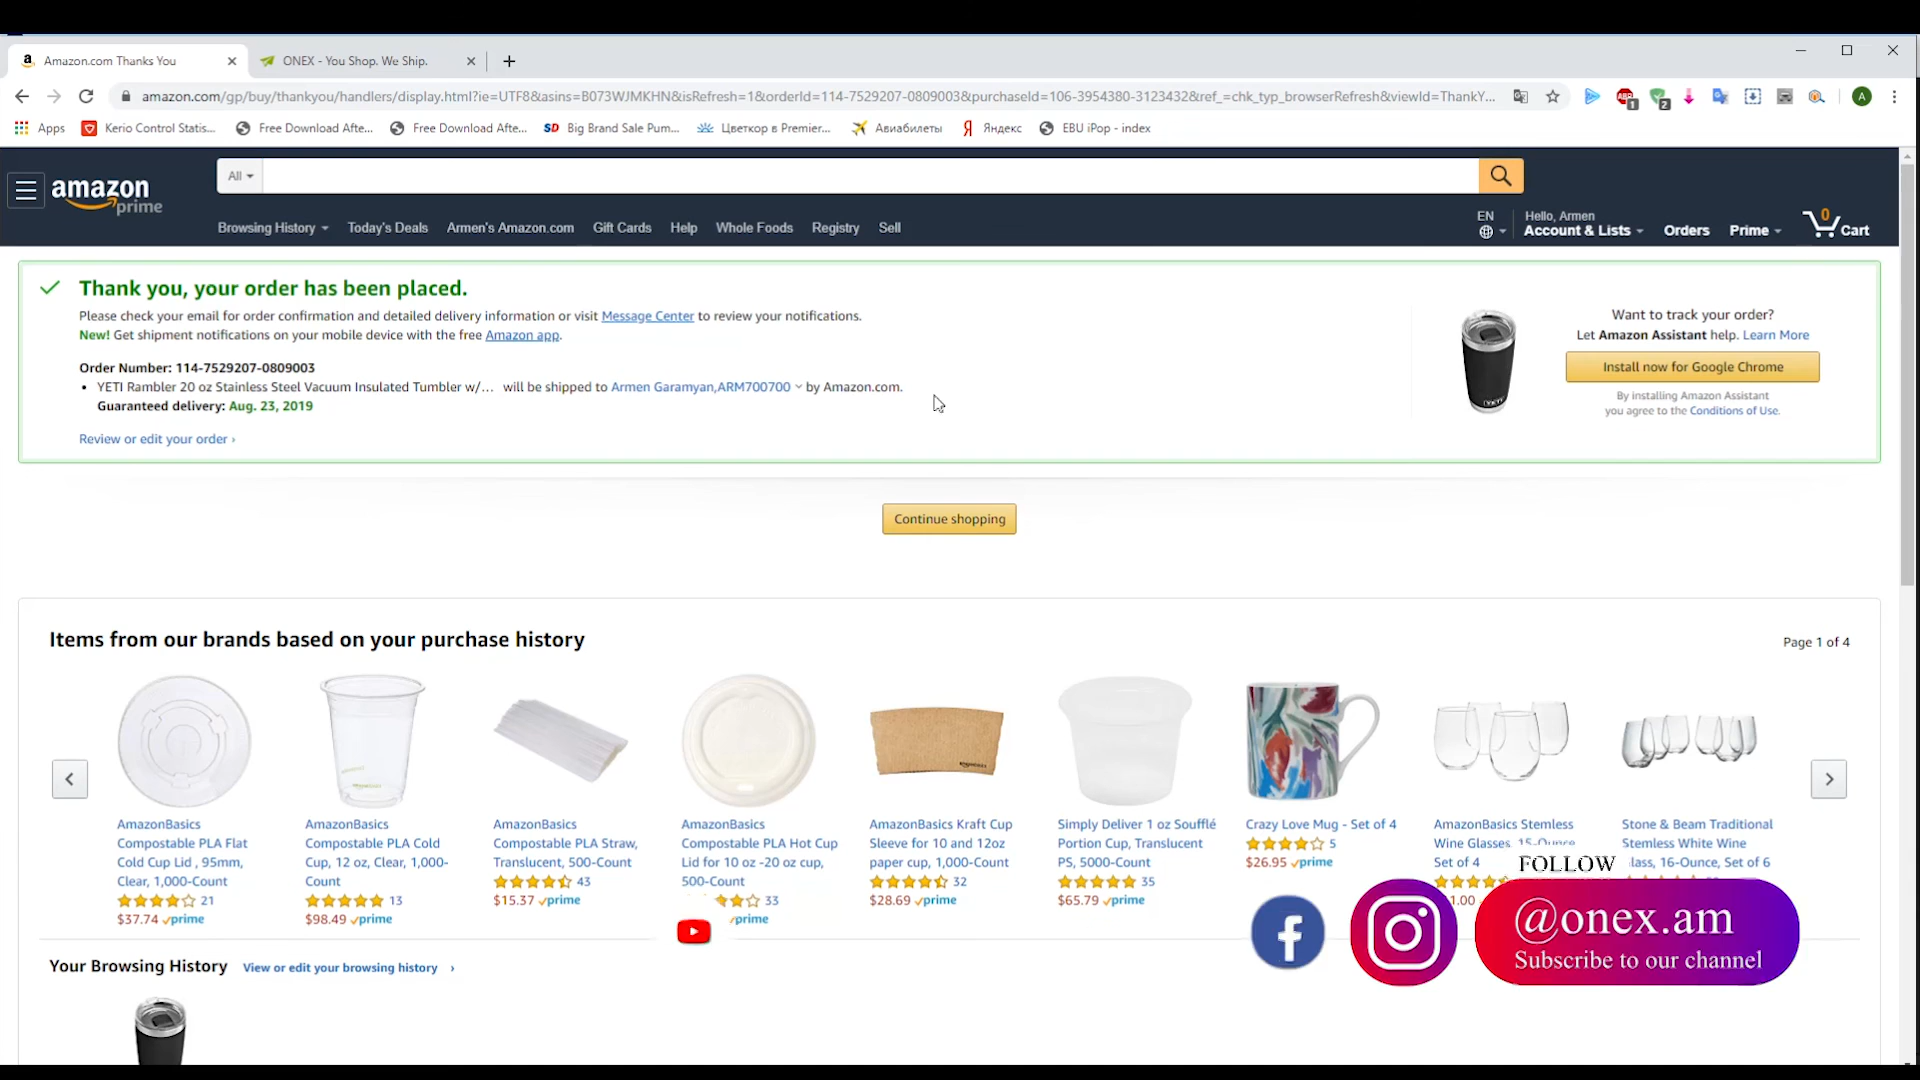 Amazon.com Thanks You
ONEX - You Shop. We Ship.
amazon.com/gp/buy/thankyou/handlers/display.html?ie=UTF8&asins=B073WJMKHN&isRefresh=1&orderId=114-7529207-0809003&purchaseId=106-3954380-3123432&ref_=chk_typ_browserRefresh&viewId=ThankY...
ABP 1 2 A
Apps Kerio Control Statis... Free Download Afte... Free Download Afte... SD Big Brand Sale Pum... Цветкор в Premier... Авиабилеты Я Яндекс EBU iPop - index
amazon prime
All
Browsing History Today's Deals Armen's Amazon.com Gift Cards Help Whole Foods Registry Sell
EN
Hello, Armen
Account & Lists Orders Prime 0 Cart
Thank you, your order has been placed.
Please check your email for order confirmation and detailed delivery information or visit Message Center to review your notifications.
New! Get shipment notifications on your mobile device with the free Amazon app.
Order Number: 114-7529207-0809003
• YETI Rambler 20 oz Stainless Steel Vacuum Insulated Tumbler w/... will be shipped to Armen Garamyan,ARM700700 by Amazon.com.
Guaranteed delivery: Aug. 23, 2019
Review or edit your order ›
YETI
Want to track your order?
Let Amazon Assistant help. Learn More
Install now for Google Chrome
By installing Amazon Assistant
you agree to the Conditions of Use.
Continue shopping
Items from our brands based on your purchase history
Page 1 of 4
AmazonBasics
Compostable PLA Flat
Cold Cup Lid , 95mm,
Clear, 1,000-Count
21
$37.74 prime
AmazonBasics
Compostable PLA Cold
Cup, 12 oz, Clear, 1,000-
Count
13
$98.49 prime
AmazonBasics
Compostable PLA Straw,
Translucent, 500-Count
43
$15.37 prime
AmazonBasics
Compostable PLA Hot Cup
Lid for 10 oz -20 oz cup,
500-Count
33
prime
AmazonBasics Kraft Cup
Sleeve for 10 and 12oz
paper cup, 1,000-Count
32
$28.69 prime
Simply Deliver 1 oz Soufflé
Portion Cup, Translucent
PS, 5000-Count
35
$65.79 prime
Crazy Love Mug - Set of 4
5
$26.95 prime
AmazonBasics Stemless
Wine Glasses, 15-Ounce,
Set of 4
Stone & Beam Traditional
Stemless White Wine
Glass, 16-Ounce, Set of 6
FOLLOW
@onex.am
Subscribe to our channel
Your Browsing History View or edit your browsing history ›